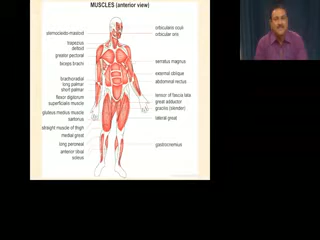 MUSCLES (anterior view)
sternocleido-mastoid
trapezius
deltoid
greater pectoral
biceps brachi
brachioradial
long palmar
short palmar
flexor digitorum
superficialis muscle
gluteus medius muscle
sartorius
straight muscle of thigh
medial great
long peroneal
anterior tibial
soleus
orbicularis oculi
orbicular oris
serratus magnus
external oblique
abdominal rectus
tensor of fascia lata
great adductor
gracilis (slender)
lateral great
gastrocnemius